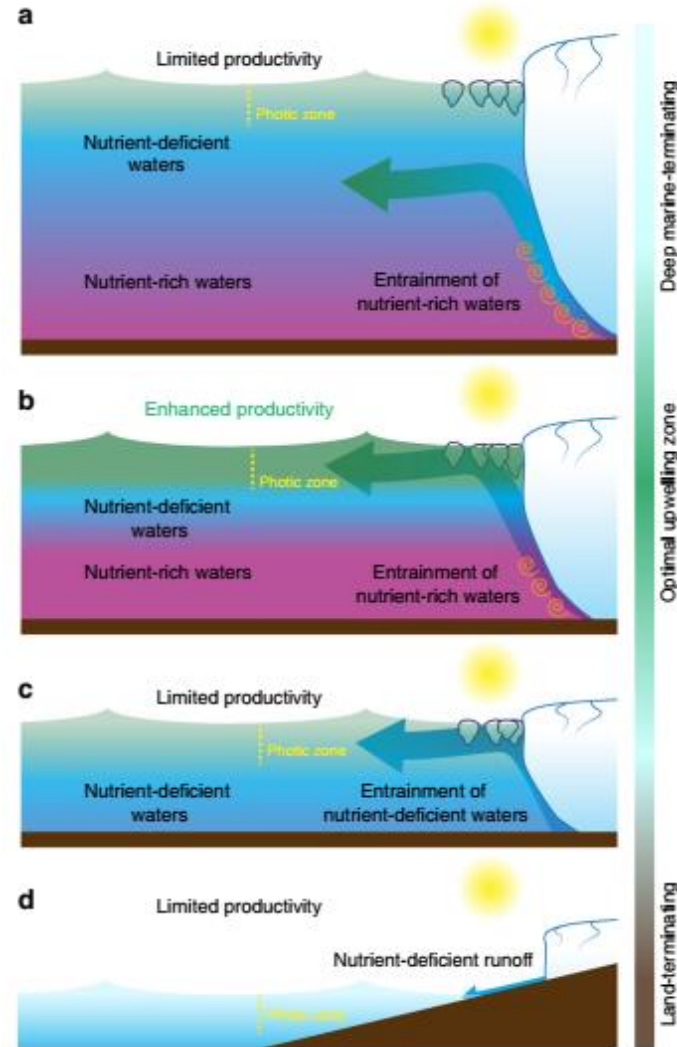 a
Limited productivity
Photic zone
Nutrient-deficient
waters
Nutrient-rich waters
Entrainment of
nutrient-rich waters
b
Enhanced productivity
Photic zone
Nutrient-deficient
waters
Nutrient-rich waters
Entrainment of
nutrient-rich waters
c
Limited productivity
Photic zone
Nutrient-deficient
waters
Entrainment of
nutrient-deficient waters
d
Limited productivity
Nutrient-deficient runoff
Photic zone
Deep marine-terminating
Optimal upwelling zone
Land-terminating